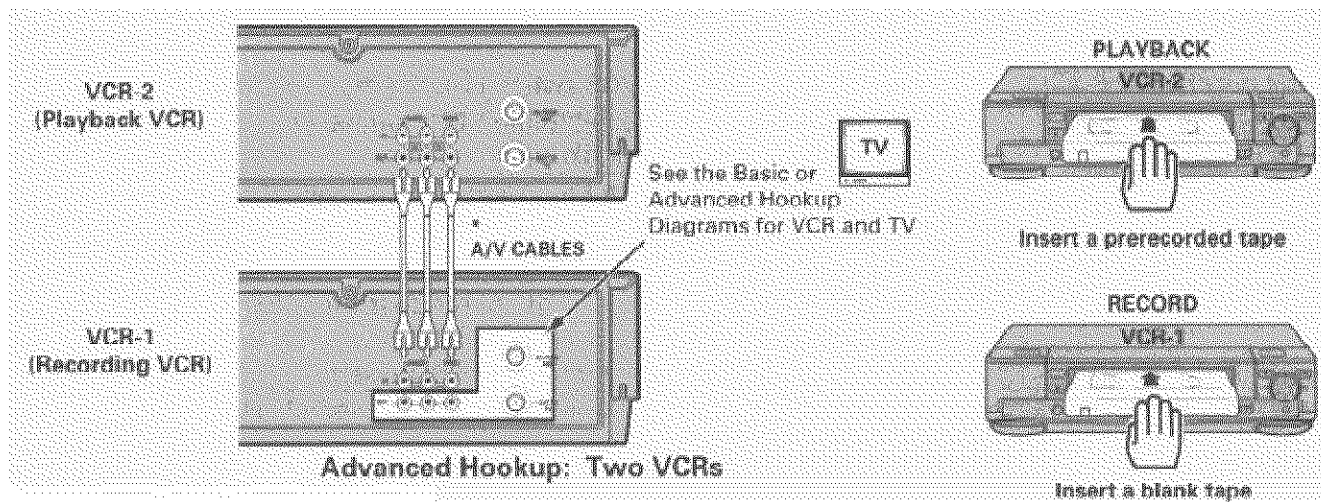 VCR-2
(Playback VCR)
A/V CABLES
VCR-1
(Recording VCR)
See the Basic or
Advanced Hookup
Diagrams for VCR and TV
TV
Advanced Hookup: Two VCRs
PLAYBACK
VCR-2
Insert a prerecorded tape
RECORD
VCR-1
Insert a blank tape